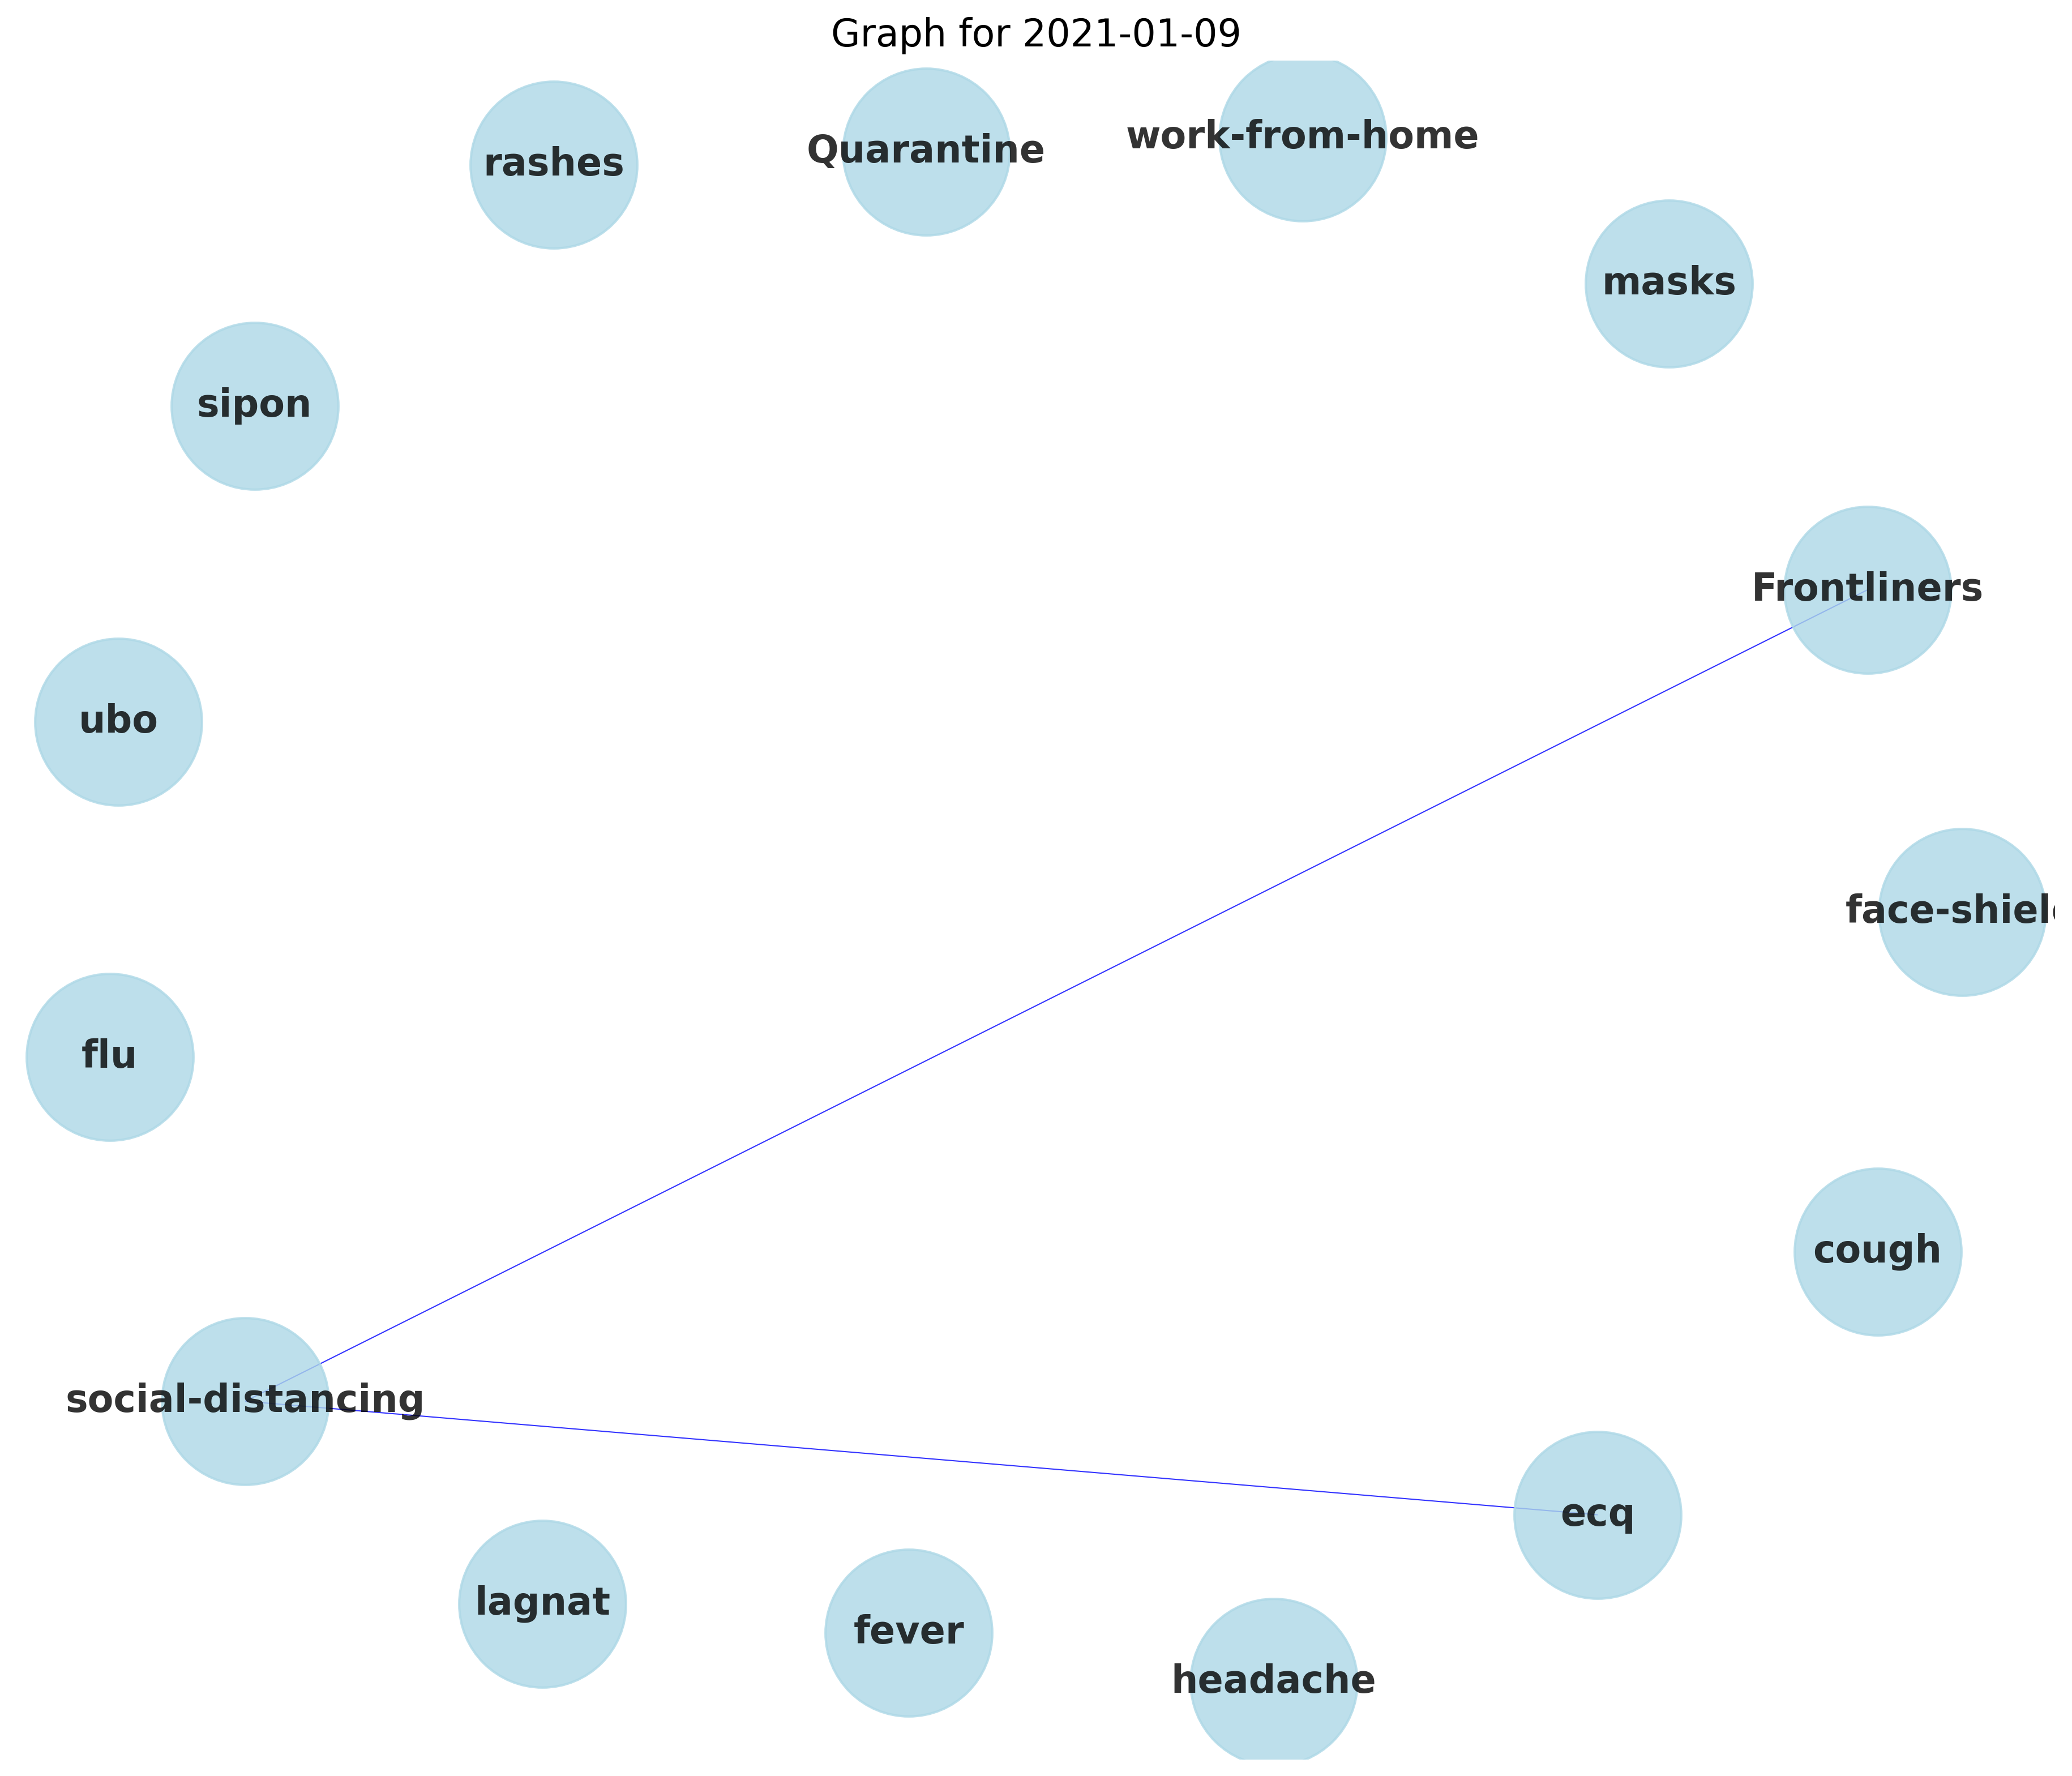 Graph for 2021-01-09
work-from-home
Quarantine
rashes
masks
sipon
Frontliners
ubo
face-shiel
flu
cough
social-distancing
ecq
lagnat
fever
headache